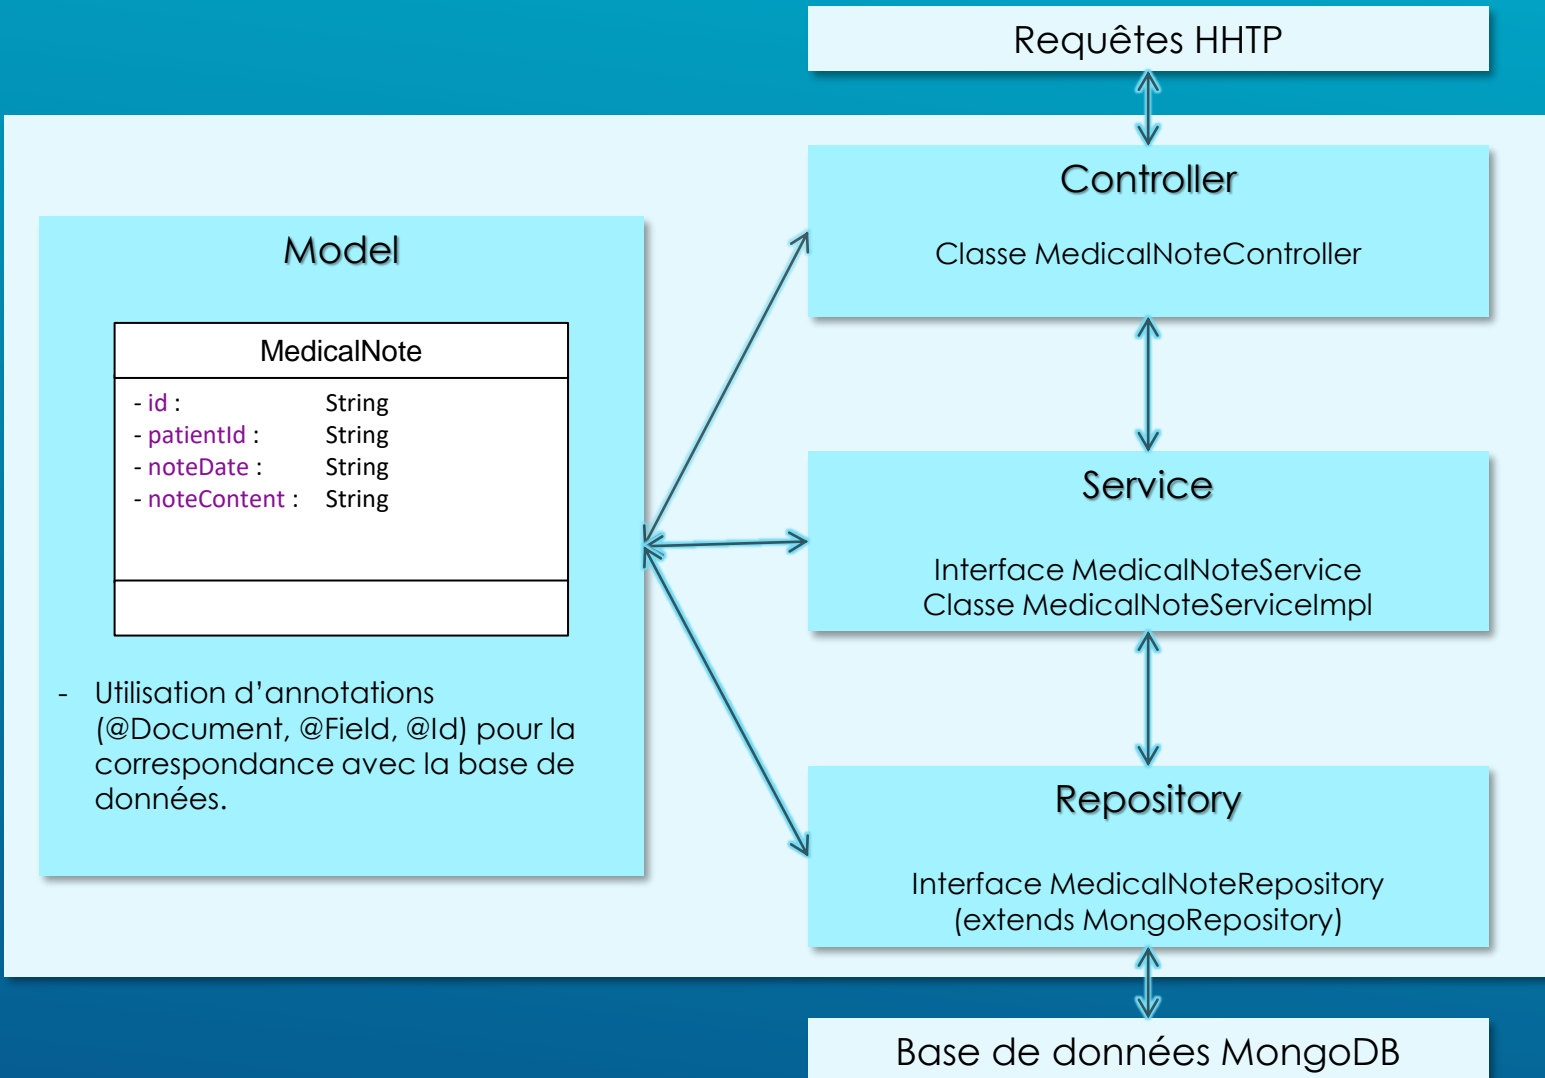 Requêtes HHTP
Controller
Classe MedicalNoteController
Model
MedicalNote
- id : String
- patientId : String
- noteDate : String
- noteContent : String
- Utilisation d’annotations
(@Document, @Field, @Id) pour la
correspondance avec la base de
données.
Service
Interface MedicalNoteService
Classe MedicalNoteServiceImpl
Repository
Interface MedicalNoteRepository
(extends MongoRepository)
Base de données MongoDB